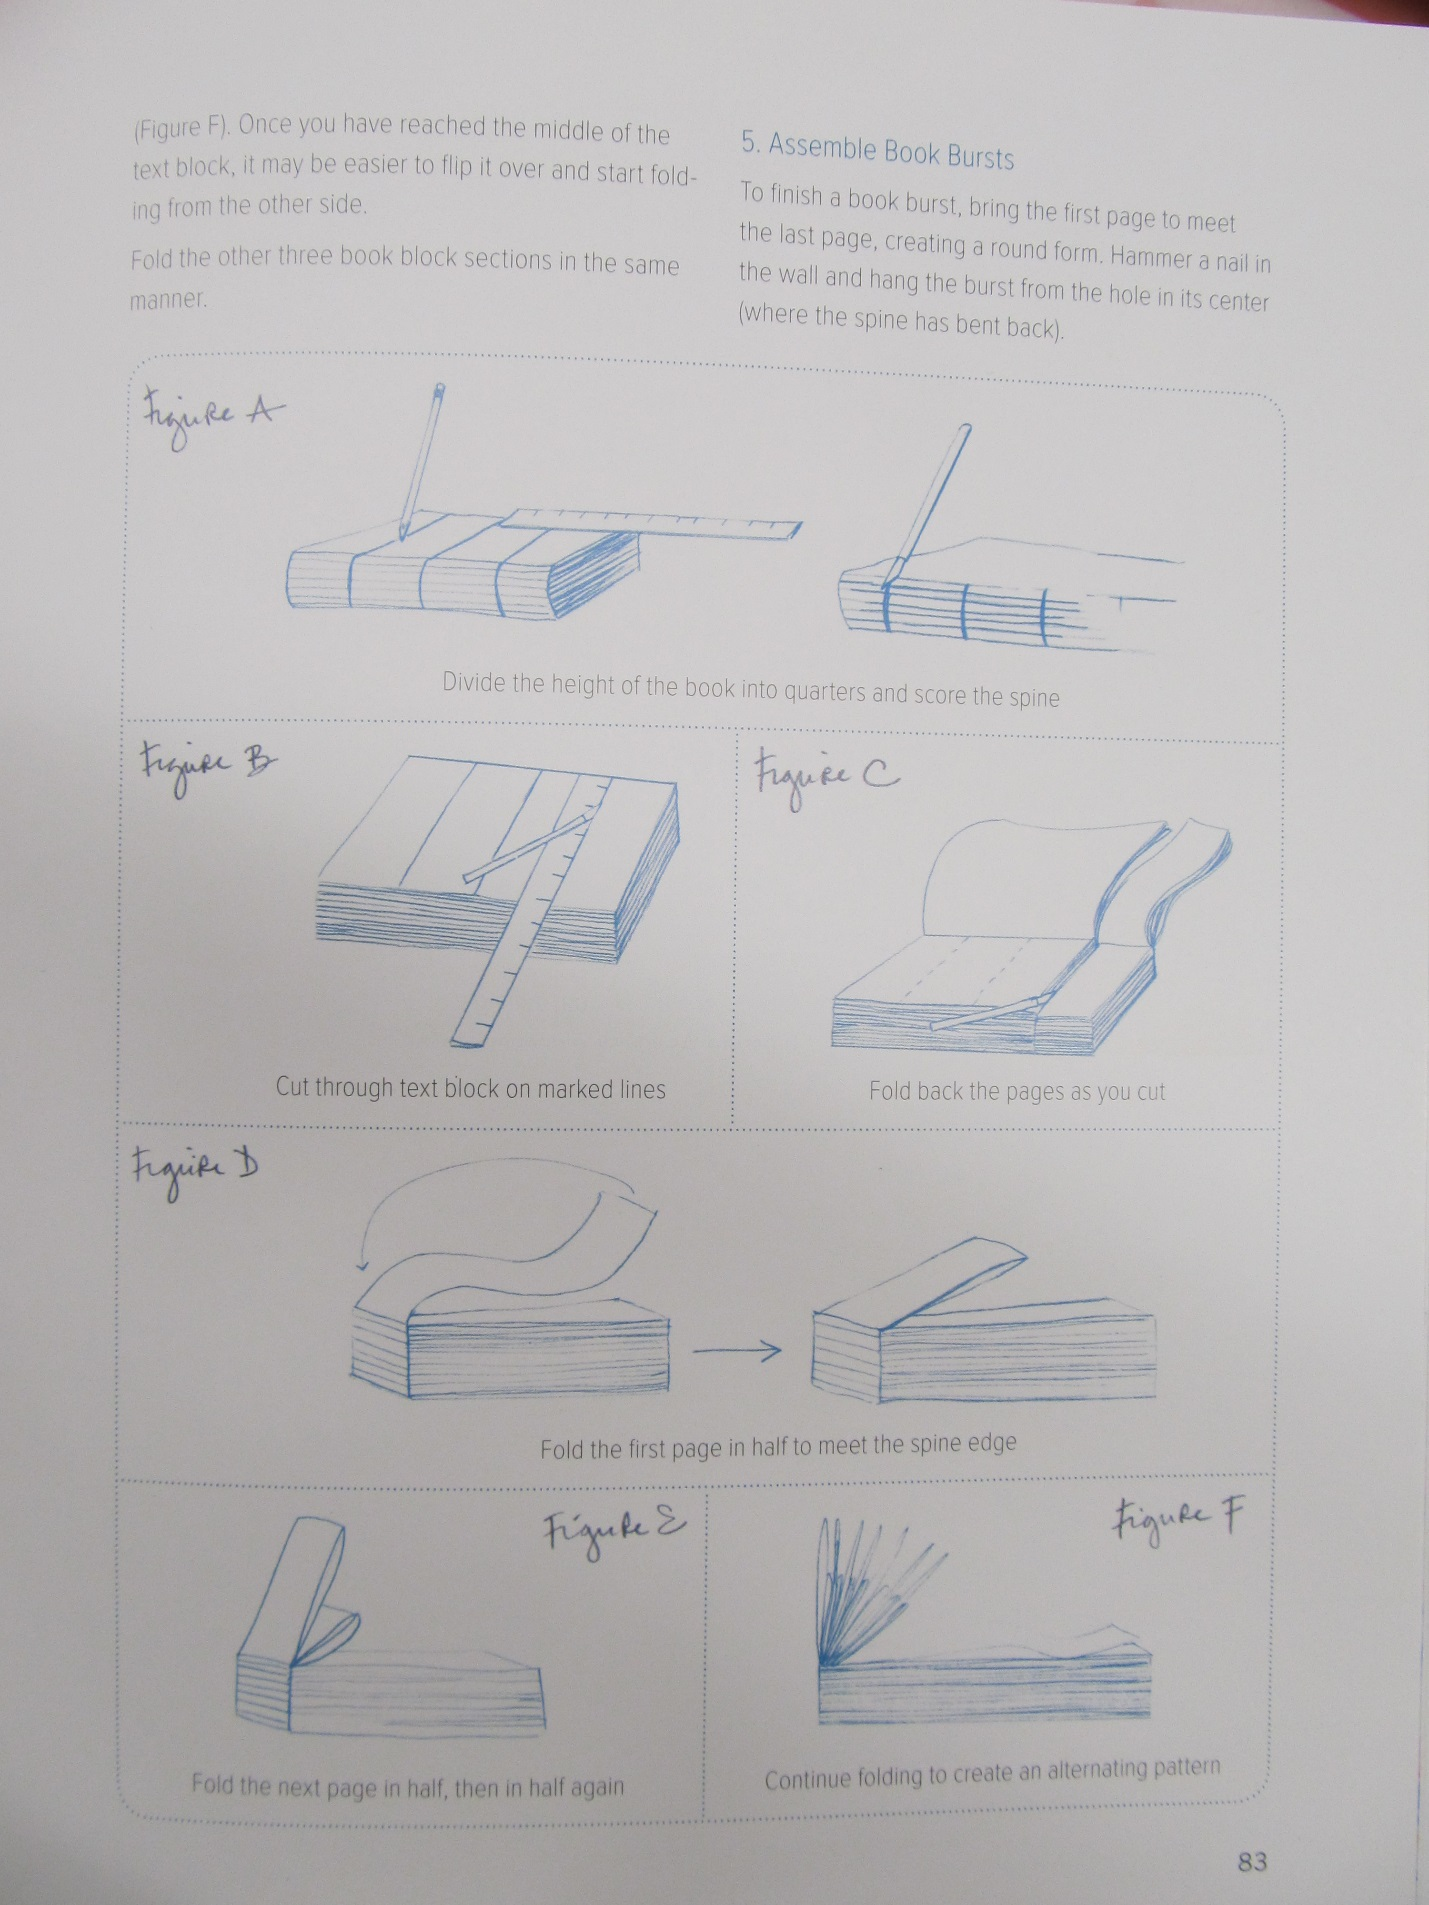 (Figure F). Once you have reached the middle of the
text block, it may be easier to flip it over and start fold-
ing from the other side.
Fold the other three book block sections in the same
manner.
5. Assemble Book Bursts
To finish a book burst, bring the first page to meet
the last page, creating a round form. Hammer a nail in
the wall and hang the burst from the hole in its center
(where the spine has bent back).
Figure A
Divide the height of the book into quarters and score the spine
Figure B
Cut through text block on marked lines
Figure C
Fold back the pages as you cut
Figure D
Fold the first page in half to meet the spine edge
Figure E
Fold the next page in half, then in half again
Figure F
Continue folding to create an alternating pattern
83